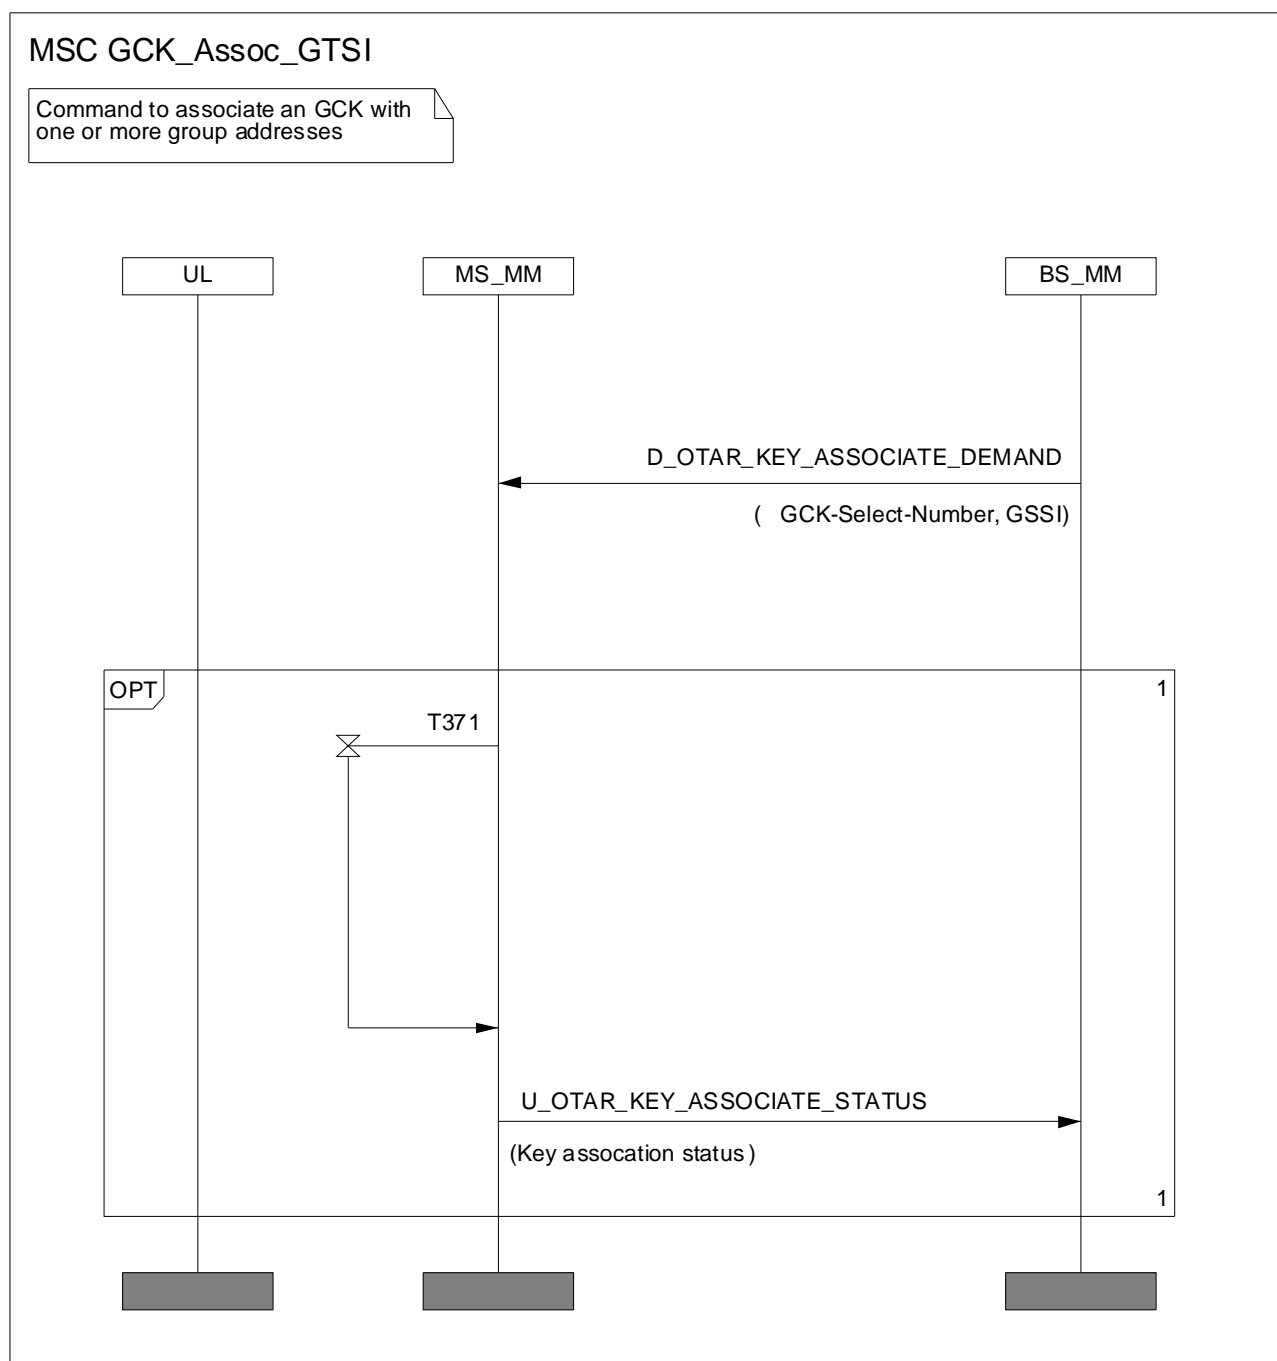 MSC GCK_Assoc_GTSI
Command to associate an GCK with
one or more group addresses
UL
MS_MM
BS_MM
D_OTAR_KEY_ASSOCIATE_DEMAND
( GCK-Select-Number, GSSI)
OPT
1
T371
U_OTAR_KEY_ASSOCIATE_STATUS
(Key assocation status)
1